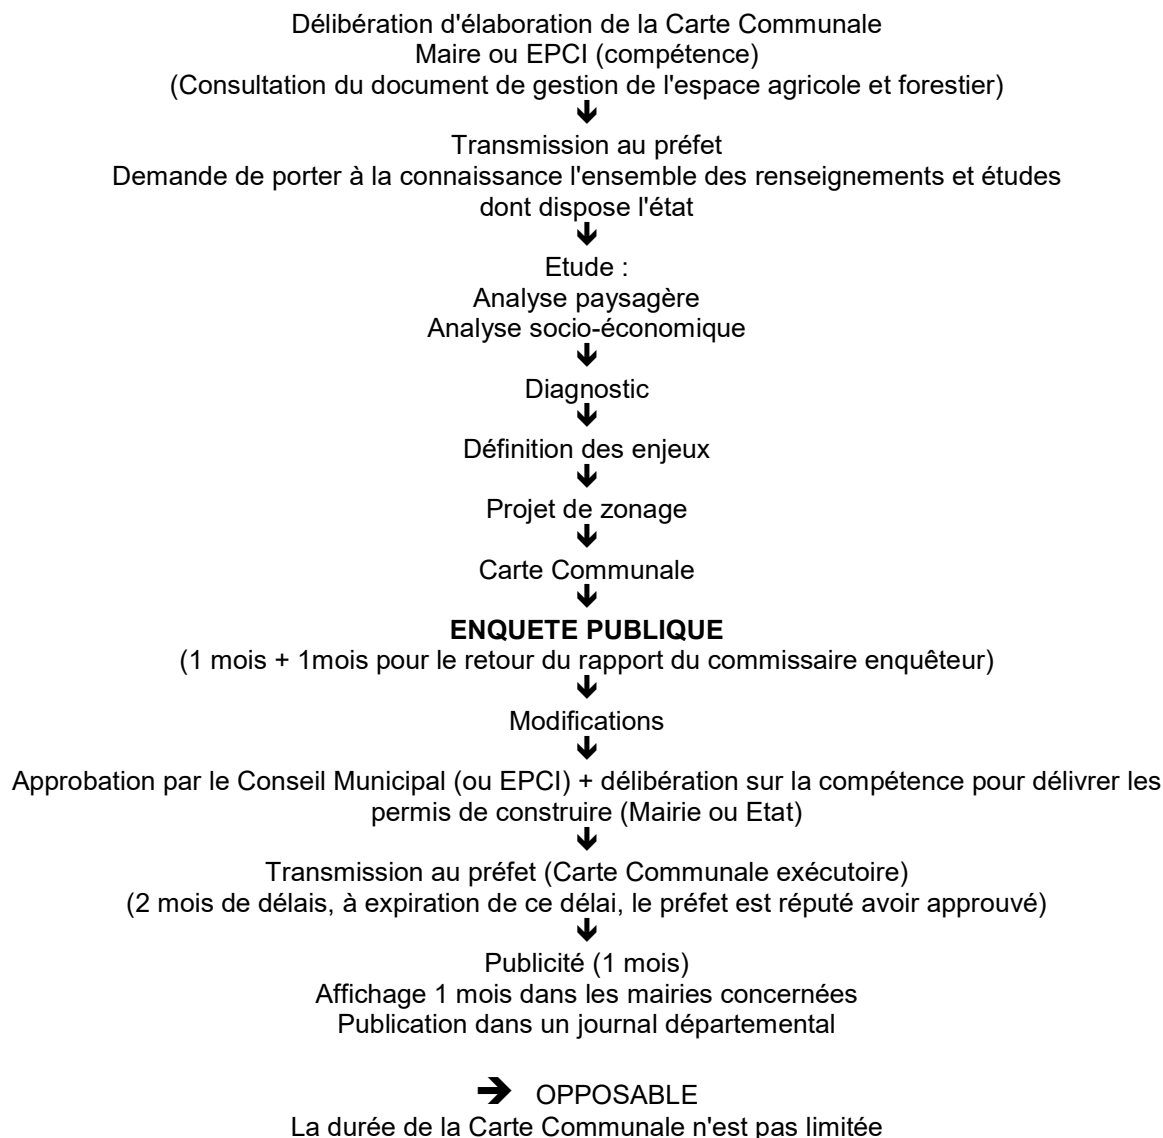 Délibération d'élaboration de la Carte Communale
Maire ou EPCI (compétence)
(Consultation du document de gestion de l'espace agricole et forestier)
Transmission au préfet
Demande de porter à la connaissance l'ensemble des renseignements et études
dont dispose l'état
Etude :
Analyse paysagère
Analyse socio-économique
Diagnostic
Définition des enjeux
Projet de zonage
Carte Communale
ENQUETE PUBLIQUE
(1 mois + 1mois pour le retour du rapport du commissaire enquêteur)
Modifications
Approbation par le Conseil Municipal (ou EPCI) + délibération sur la compétence pour délivrer les
permis de construire (Mairie ou Etat)
Transmission au préfet (Carte Communale exécutoire)
(2 mois de délais, à expiration de ce délai, le préfet est réputé avoir approuvé)
Publicité (1 mois)
Affichage 1 mois dans les mairies concernées
Publication dans un journal départemental
➔ OPPOSABLE
La durée de la Carte Communale n'est pas limitée